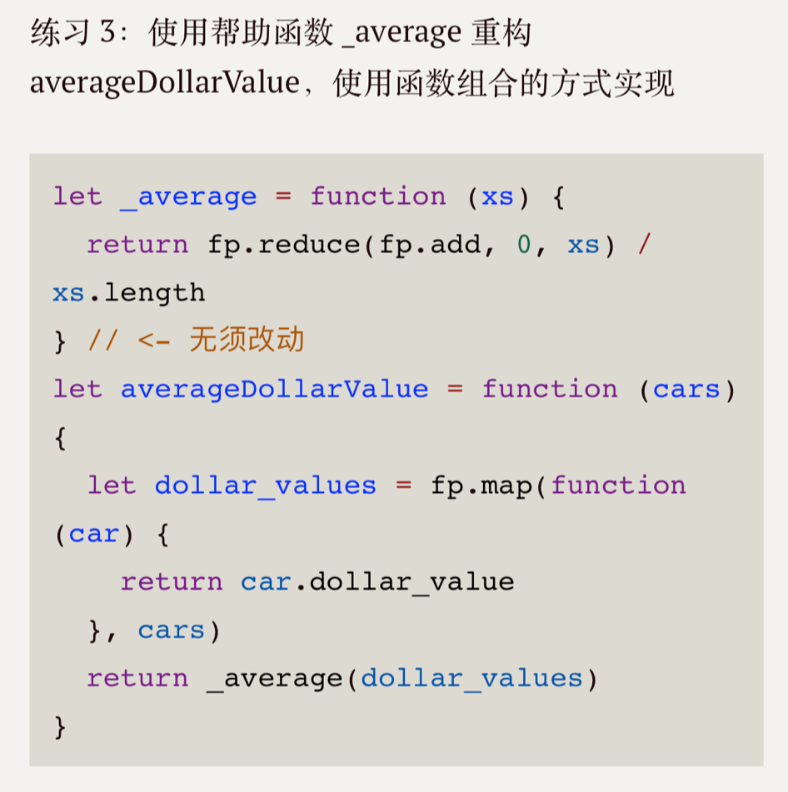 练习 3：使用帮助函数 _average 重构
averageDollarValue，使用函数组合的方式实现
let _average = function (xs) {
  return fp.reduce(fp.add, 0, xs) /
xs.length
} // <- 无须改动
let averageDollarValue = function (cars)
{
  let dollar_values = fp.map(function
(car) {
    return car.dollar_value
  }, cars)
  return _average(dollar_values)
}